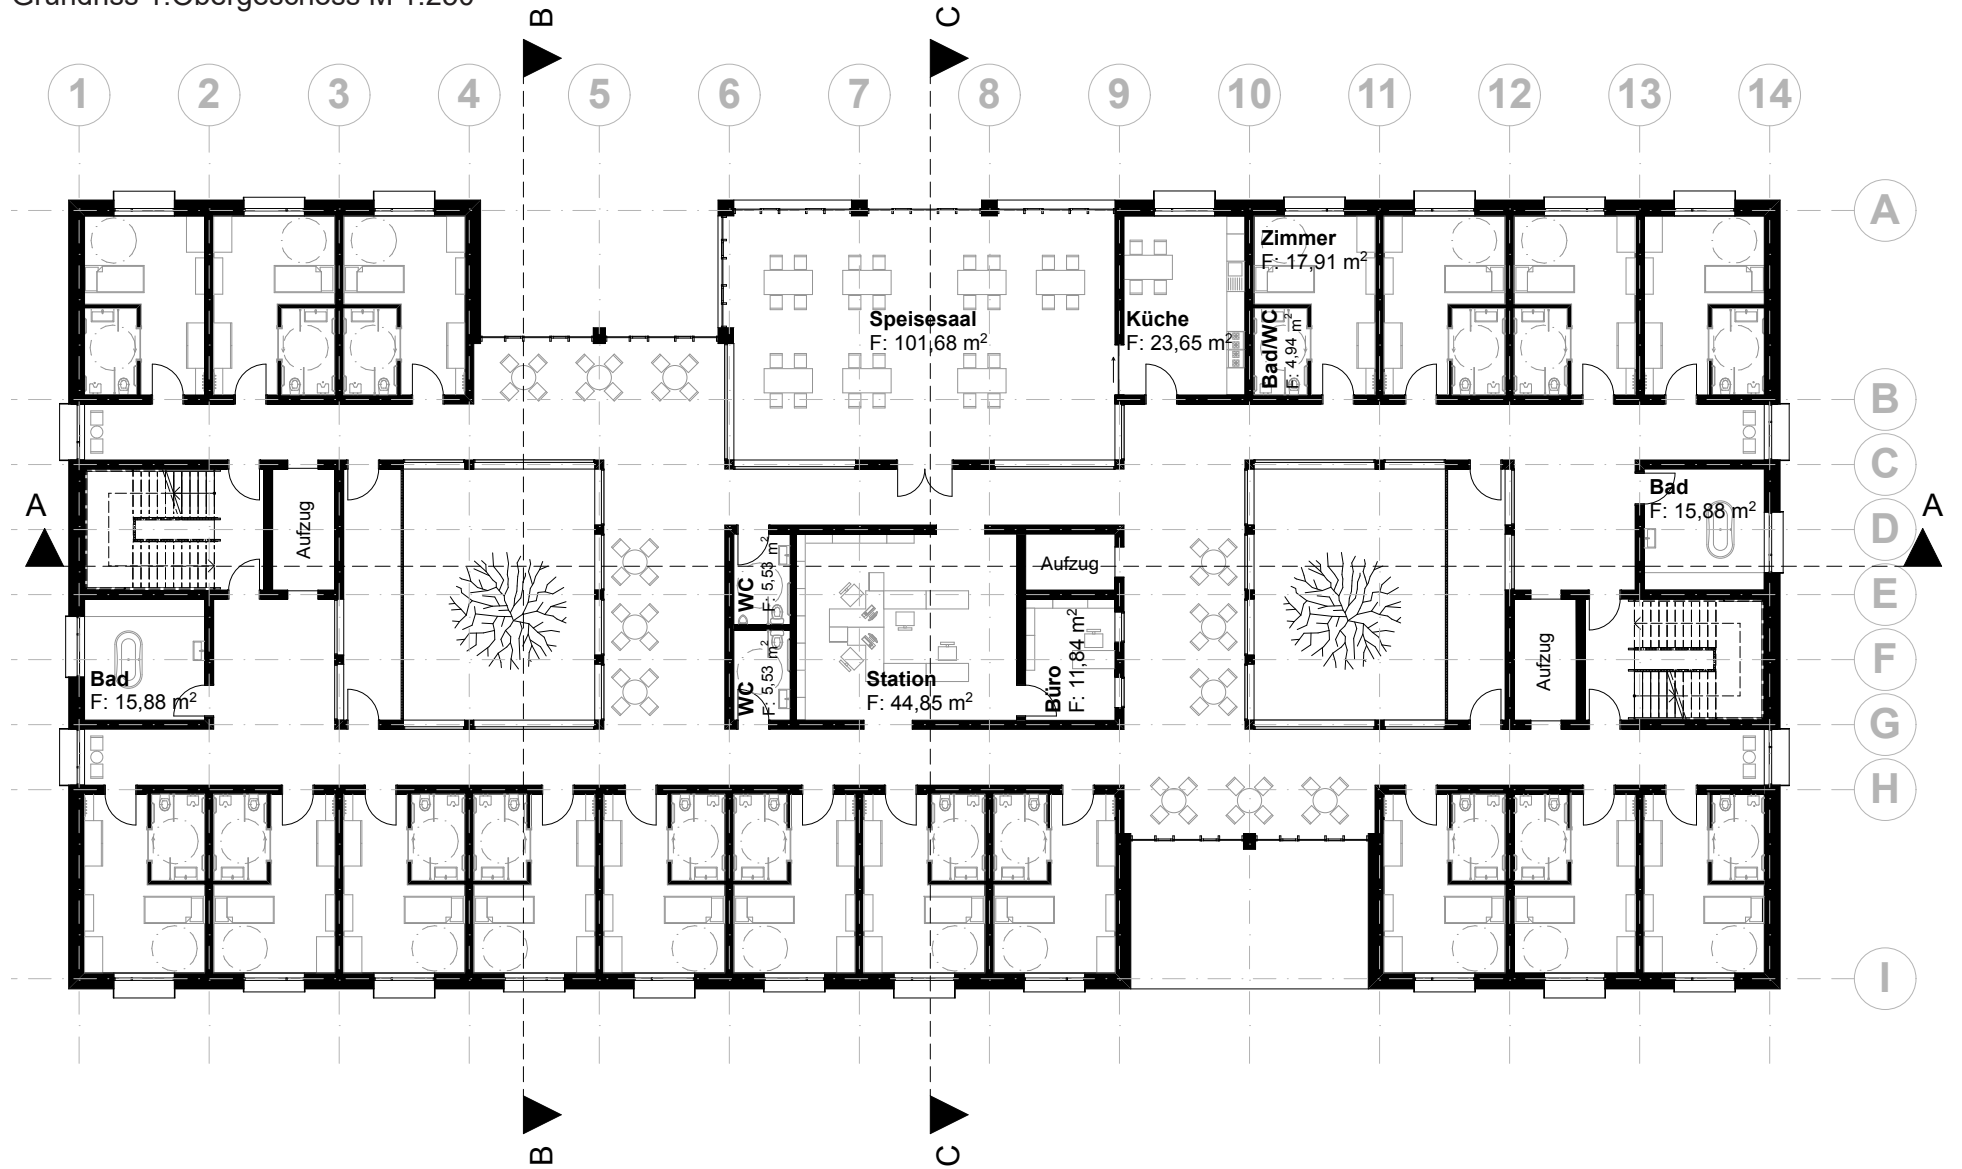 Grundriss 1.Obergeschoss M 1:250
B
C
1
2
3
4
5
6
7
8
9
10
11
12
13
14
A
Zimmer
F: 17,91 m²
Speisesaal
F: 101,68 m²
Küche
F: 23,65 m²
Bad/WC
F: 4,94 m²
B
C
A
Aufzug
Bad
F: 15,88 m²
A
D
WC
F: 5,53 m²
Aufzug
E
Bad
F: 15,88 m²
WC
F: 5,53 m²
Station
F: 44,85 m²
Büro
F: 11,84 m²
Aufzug
F
G
H
I
B
C